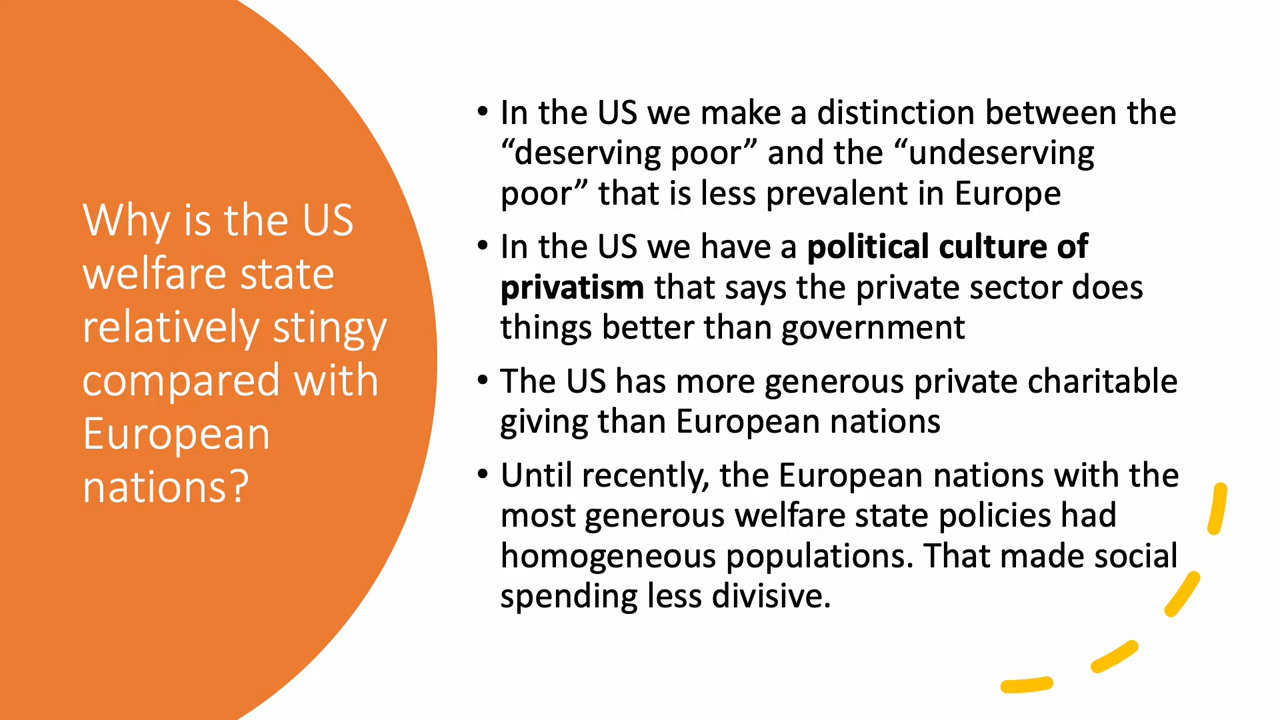 Why is the US
welfare state
relatively stingy
compared with
European
nations?
• In the US we make a distinction between the
“deserving poor” and the “undeserving
poor” that is less prevalent in Europe
• In the US we have a political culture of
privatism that says the private sector does
things better than government
• The US has more generous private charitable
giving than European nations
• Until recently, the European nations with the
most generous welfare state policies had
homogeneous populations. That made social
spending less divisive.